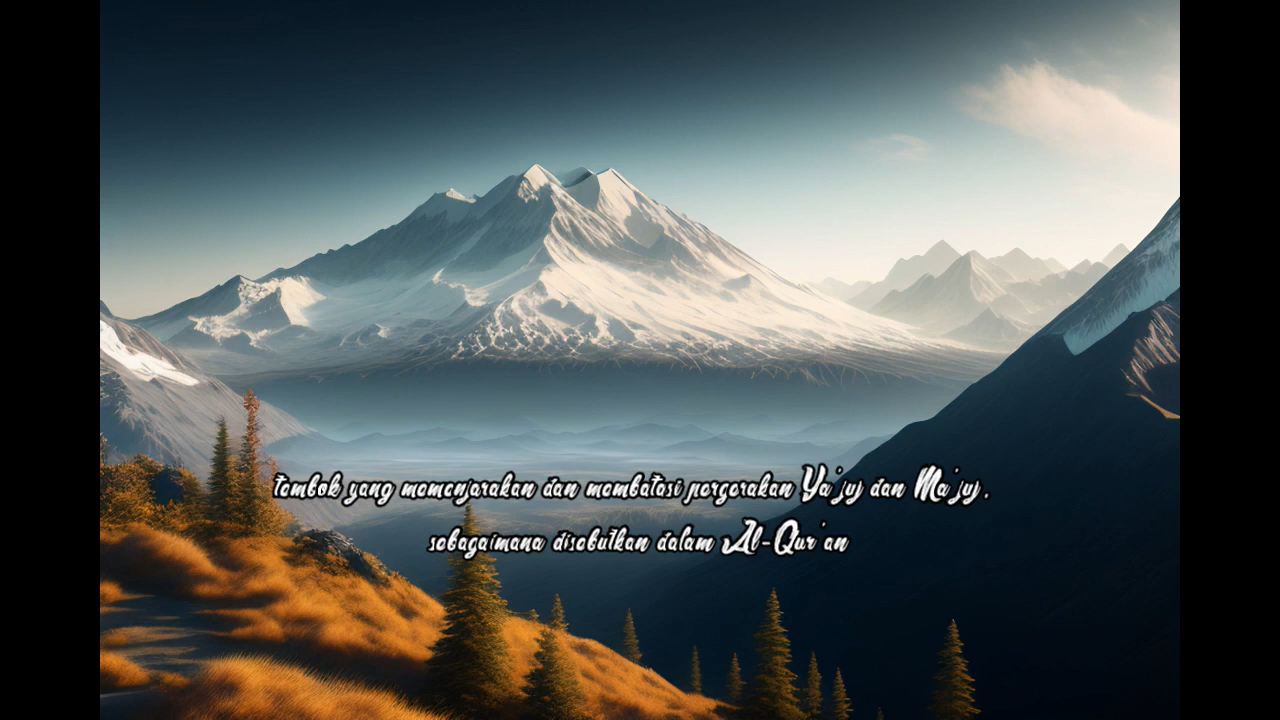 tembok yang memenjarakan dan membatasi pergerakan Ya'juj dan Ma'juj,
sebagaimana disebutkan dalam Al-Qur'an